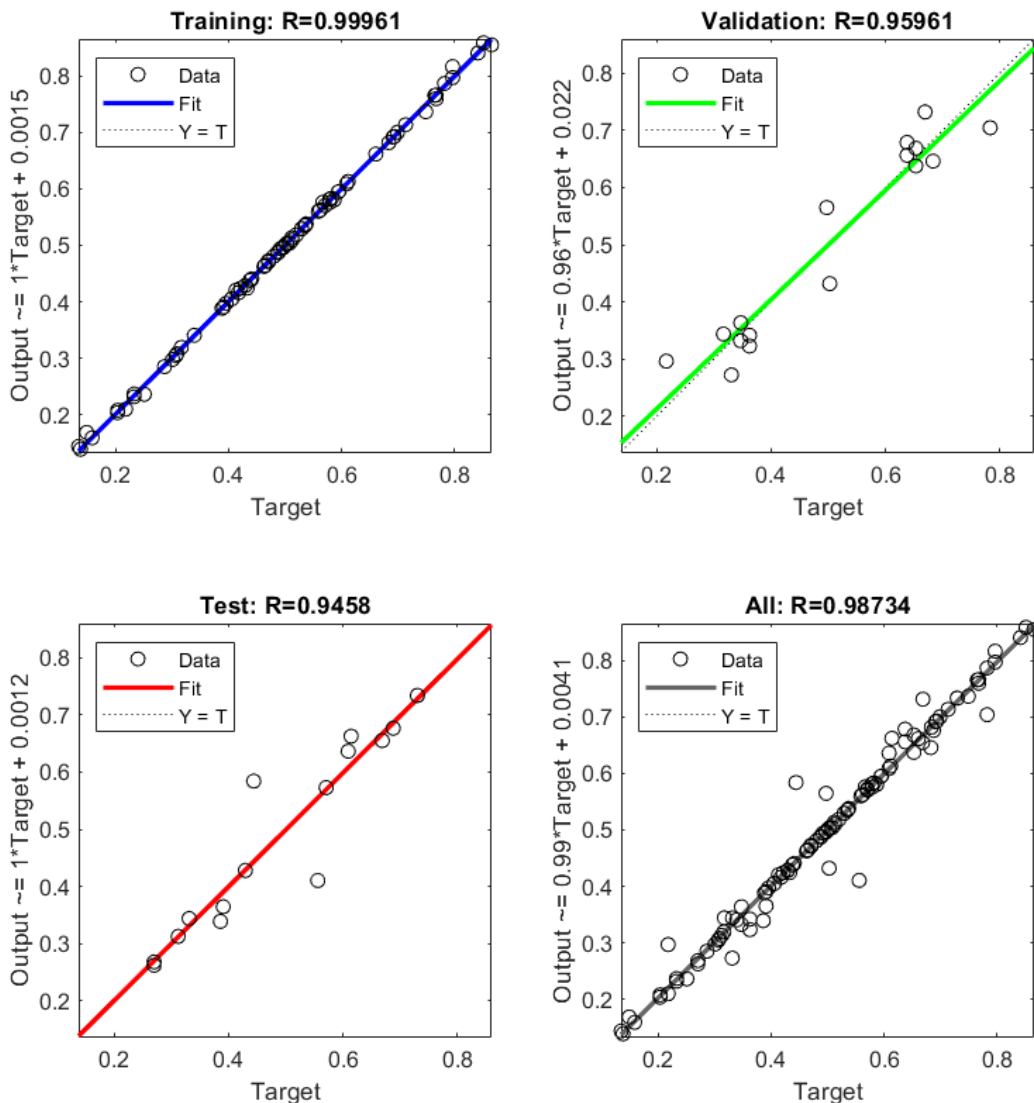 Training: R=0.99961
Output ~= 1*Target + 0.0015
0.8
0.7
0.6
0.5
0.4
0.3
0.2
Data
Fit
Y = T
0.2 0.4 0.6 0.8
Target
Validation: R=0.95961
Output ~= 0.96*Target + 0.022
0.8
0.7
0.6
0.5
0.4
0.3
0.2
Data
Fit
Y = T
0.2 0.4 0.6 0.8
Target
Test: R=0.9458
Output ~= 1*Target + 0.0012
0.8
0.7
0.6
0.5
0.4
0.3
0.2
Data
Fit
Y = T
0.2 0.4 0.6 0.8
Target
All: R=0.98734
Output ~= 0.99*Target + 0.0041
0.8
0.7
0.6
0.5
0.4
0.3
0.2
Data
Fit
Y = T
0.2 0.4 0.6 0.8
Target